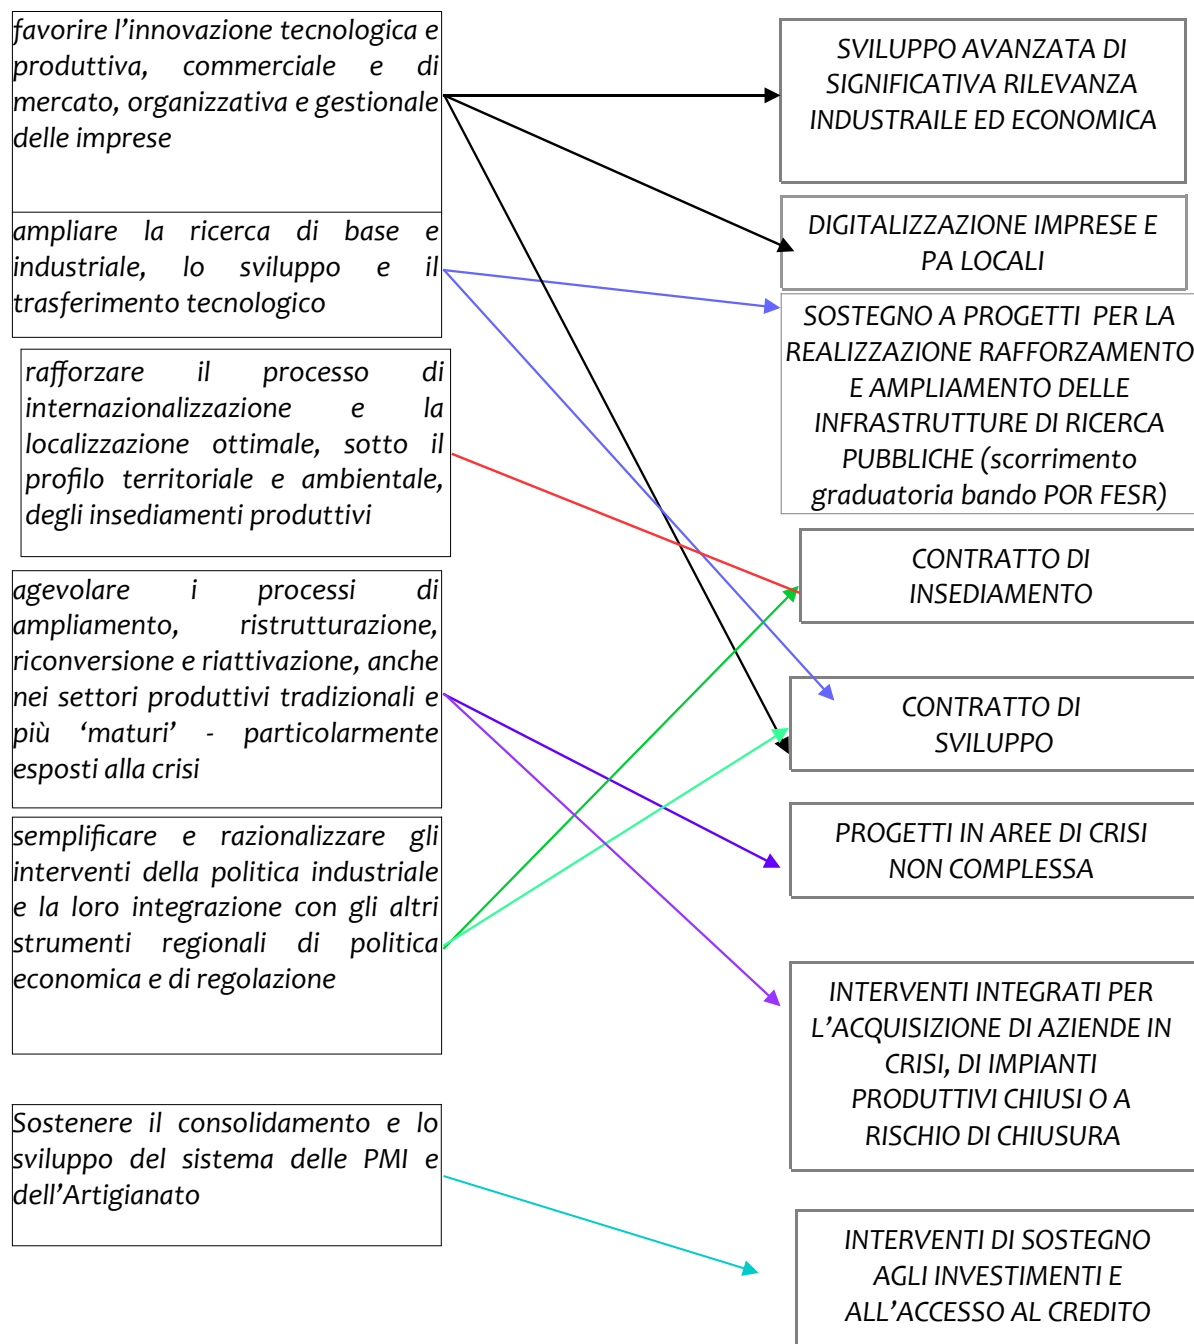 favorire l’innovazione tecnologica e
produttiva, commerciale e di
mercato, organizzativa e gestionale
delle imprese
ampliare la ricerca di base e
industriale, lo sviluppo e il
trasferimento tecnologico
rafforzare il processo di
internazionalizzazione e la
localizzazione ottimale, sotto il
profilo territoriale e ambientale,
degli insediamenti produttivi
agevolare i processi di
ampliamento, ristrutturazione,
riconversione e riattivazione, anche
nei settori produttivi tradizionali e
più ‘maturi’ - particolarmente
esposti alla crisi
semplificare e razionalizzare gli
interventi della politica industriale
e la loro integrazione con gli altri
strumenti regionali di politica
economica e di regolazione
Sostenere il consolidamento e lo
sviluppo del sistema delle PMI e
dell’Artigianato
SVILUPPO AVANZATA DI
SIGNIFICATIVA RILEVANZA
INDUSTRAILE ED ECONOMICA
DIGITALIZZAZIONE IMPRESE E
PA LOCALI
SOSTEGNO A PROGETTI PER LA
REALIZZAZIONE RAFFORZAMENTO
E AMPLIAMENTO DELLE
INFRASTRUTTURE DI RICERCA
PUBBLICHE (scorrimento
graduatoria bando POR FESR)
CONTRATTO DI
INSEDIAMENTO
CONTRATTO DI
SVILUPPO
PROGETTI IN AREE DI CRISI
NON COMPLESSA
INTERVENTI INTEGRATI PER
L’ACQUISIZIONE DI AZIENDE IN
CRISI, DI IMPIANTI
PRODUTTIVI CHIUSI O A
RISCHIO DI CHIUSURA
INTERVENTI DI SOSTEGNO
AGLI INVESTIMENTI E
ALL’ACCESSO AL CREDITO